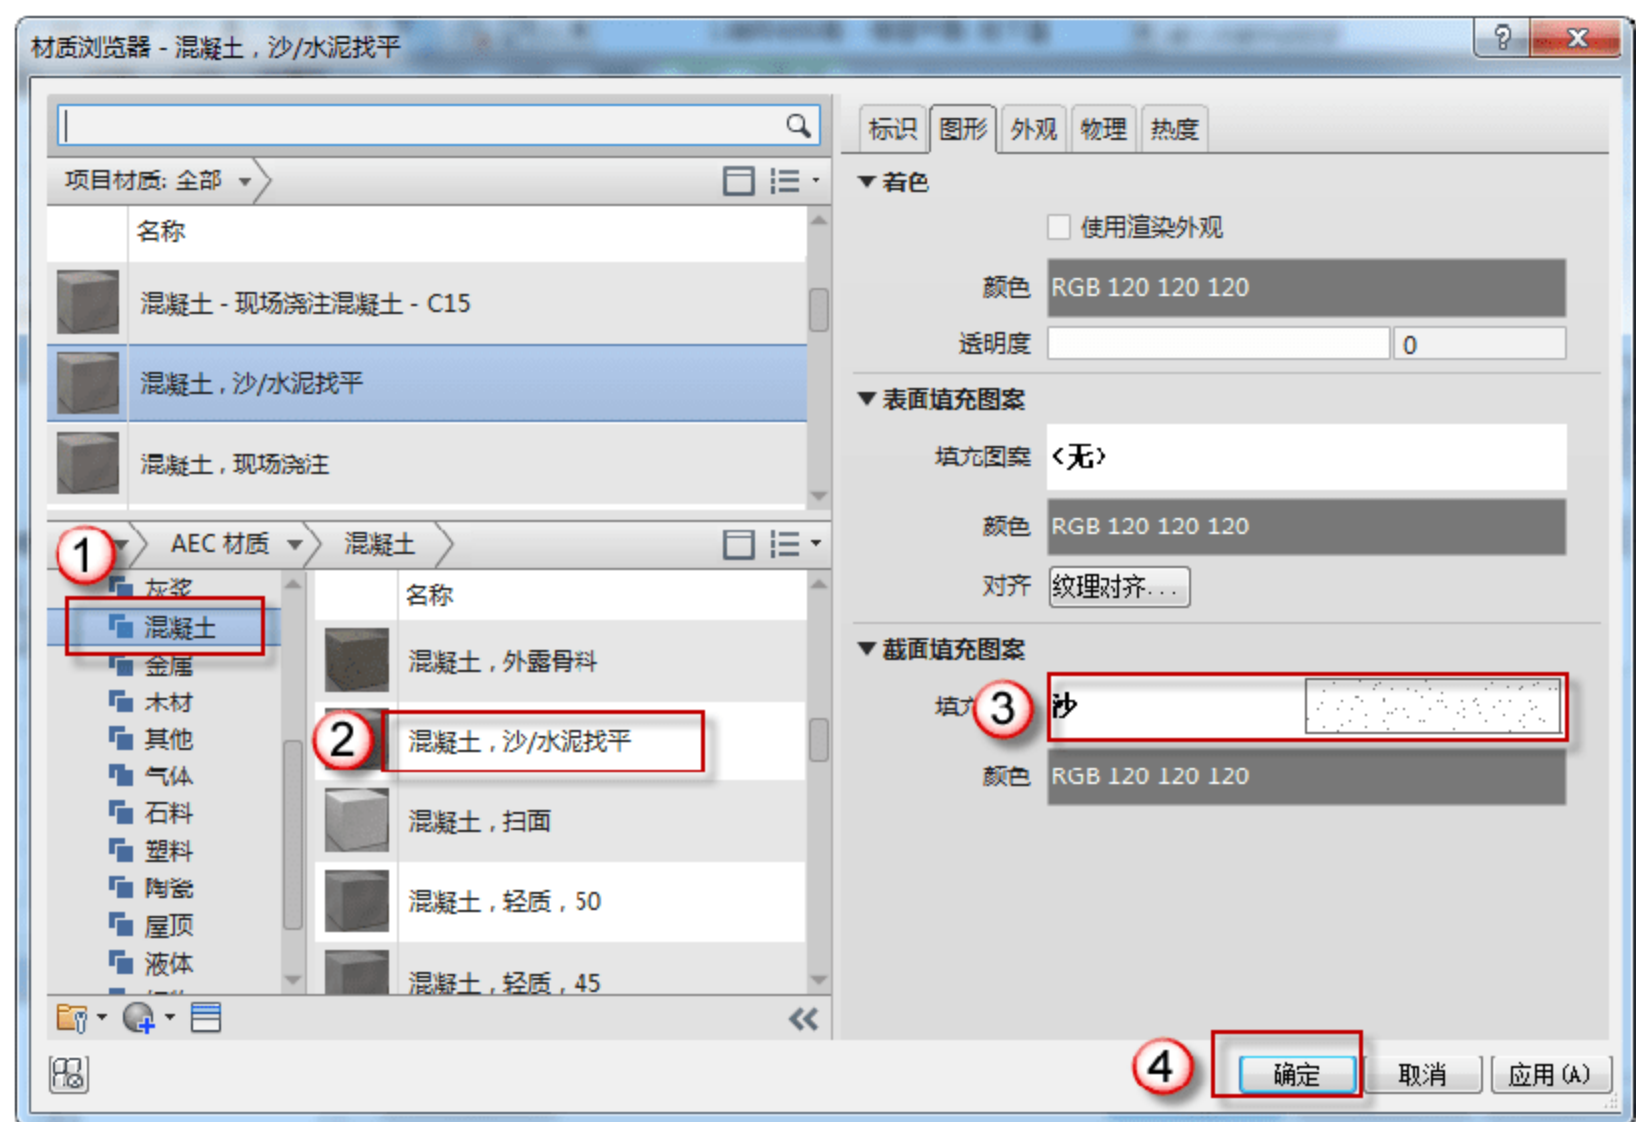 材质浏览器 - 混凝土，沙/水泥找平
项目材质: 全部
名称
混凝土 - 现场浇注混凝土 - C15
混凝土，沙/水泥找平
混凝土，现场浇注
1
AEC 材质
混凝土
灰浆
混凝土
金属
木材
其他
气体
石料
塑料
陶瓷
屋顶
液体
名称
混凝土，外露骨料
2
混凝土，沙/水泥找平
混凝土，扫面
混凝土，轻质，50
混凝土，轻质，45
标识 图形 外观 物理 热度
▼着色
使用渲染外观
颜色 RGB 120 120 120
透明度 0
▼表面填充图案
填充图案 <无>
颜色 RGB 120 120 120
对齐 纹理对齐...
▼截面填充图案
填充 3 沙
颜色 RGB 120 120 120
4
确定 取消 应用(A)